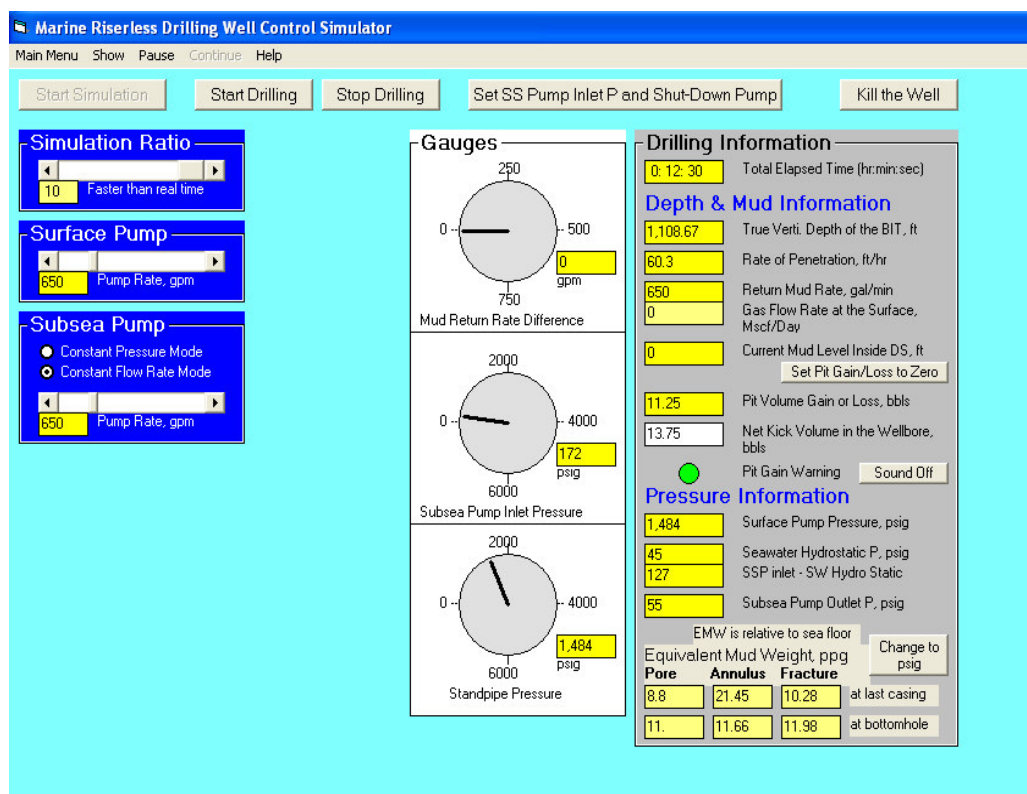 Marine Riserless Drilling Well Control Simulator
Main Menu Show Pause Continue Help
Start Simulation Start Drilling Stop Drilling Set SS Pump Inlet P and Shut-Down Pump Kill the Well
Simulation Ratio
10 Faster than real time
Surface Pump
650 Pump Rate, gpm
Subsea Pump
Constant Pressure Mode
Constant Flow Rate Mode
650 Pump Rate, gpm
Gauges
250
0 -- -- 500
0
gpm
750
Mud Return Rate Difference
2000
0 -- -- 4000
172
psig
6000
Subsea Pump Inlet Pressure
2000
0 -- -- 4000
1,484
psig
6000
Standpipe Pressure
Drilling Information
0: 12: 30 Total Elapsed Time (hr:min:sec)
Depth & Mud Information
1,108.67 True Verti. Depth of the BIT, ft
60.3 Rate of Penetration, ft/hr
650 Return Mud Rate, gal/min
0 Gas Flow Rate at the Surface,
Mscf/Day
0 Current Mud Level Inside DS, ft
Set Pit Gain/Loss to Zero
11.25 Pit Volume Gain or Loss, bbls
13.75 Net Kick Volume in the Wellbore,
bbls
Pit Gain Warning Sound Off
Pressure Information
1,484 Surface Pump Pressure, psig
45 Seawater Hydrostatic P, psig
127 SSP inlet - SW Hydro Static
55 Subsea Pump Outlet P, psig
EMW is relative to sea floor
Equivalent Mud Weight, ppg
Change to
psig
Pore Annulus Fracture
8.8 21.45 10.28 at last casing
11. 11.66 11.98 at bottomhole